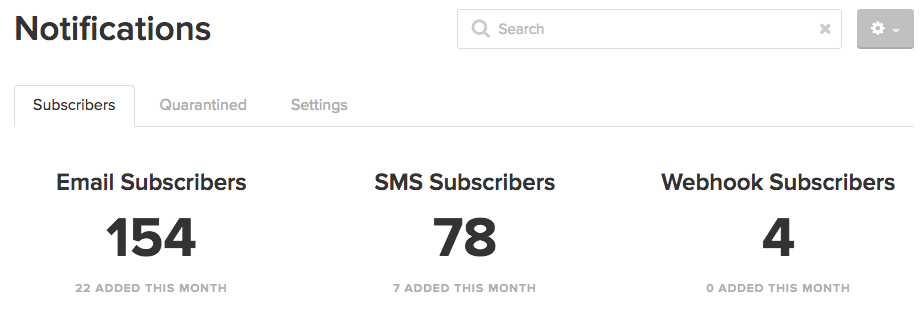 Notifications
Search
Subscribers Quarantined Settings
Email Subscribers SMS Subscribers Webhook Subscribers
154 78 4
22 ADDED THIS MONTH 7 ADDED THIS MONTH 0 ADDED THIS MONTH